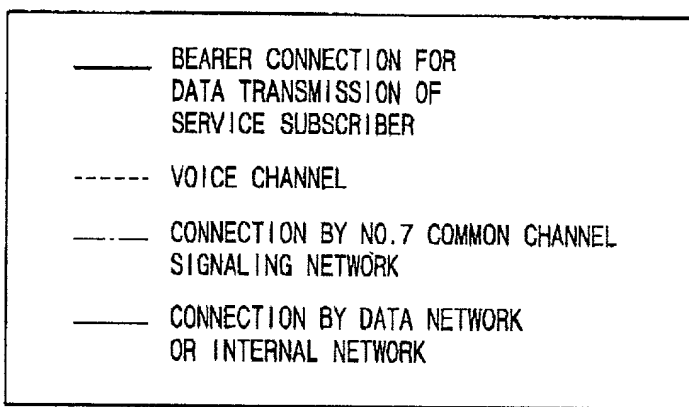 BEARER CONNECTION FOR
DATA TRANSMISSION OF
SERVICE SUBSCRIBER
VOICE CHANNEL
CONNECTION BY NO.7 COMMON CHANNEL
SIGNALING NETWORK
CONNECTION BY DATA NETWORK
OR INTERNAL NETWORK